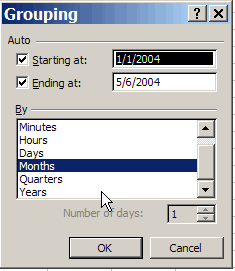 Grouping
Auto
Starting at: 1/1/2004
Ending at: 5/6/2004
By
Minutes
Hours
Days
Months
Quarters
Years
Number of days: 1
OK Cancel